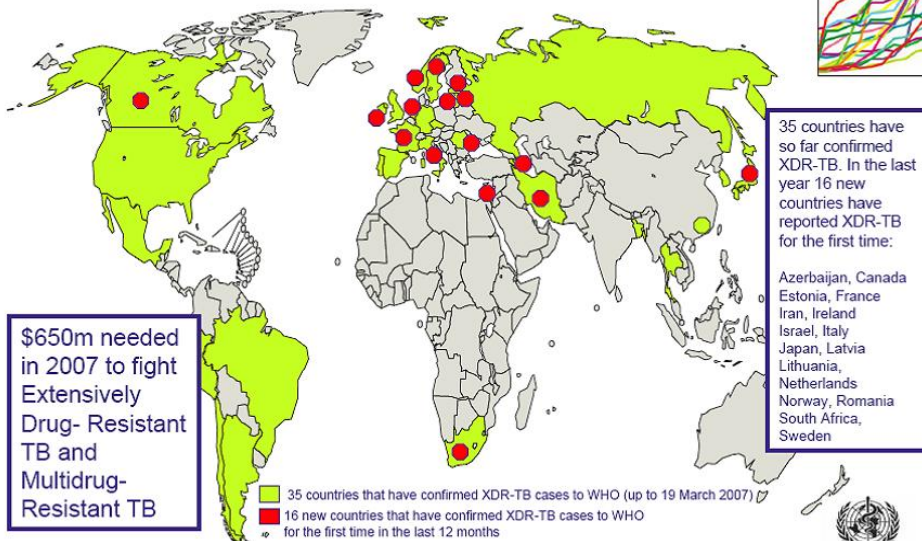 35 countries have
so far confirmed
XDR-TB. In the last
year 16 new
countries have
reported XDR-TB
for the first time:
Azerbaijan, Canada
Estonia, France
Iran, Ireland
Israel, Italy
Japan, Latvia
Lithuania,
Netherlands
Norway, Romania
South Africa,
Sweden
$650m needed
in 2007 to fight
Extensively
Drug- Resistant
TB and
Multidrug-
Resistant TB
35 countries that have confirmed XDR-TB cases to WHO (up to 19 March 2007)
16 new countries that have confirmed XDR-TB cases to WHO
for the first time in the last 12 months